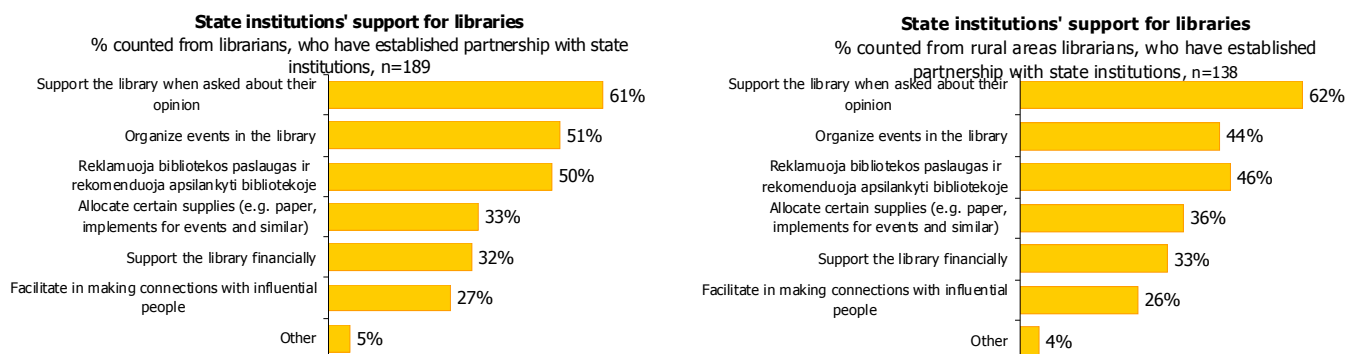 State institutions' support for libraries
% counted from librarians, who have established partnership with state
institutions, n=189
Support the library when asked about their
opinion
61%
Organize events in the library
51%
Reklamuoja bibliotekos paslaugas ir
rekomenduoja apsilankyti bibliotekoje
50%
Allocate certain supplies (e.g. paper,
implements for events and similar)
33%
Support the library financially
32%
Facilitate in making connections with influential
people
27%
Other
5%
State institutions' support for libraries
% counted from rural areas librarians, who have established
partnership with state institutions, n=138
Support the library when asked about their
opinion
62%
Organize events in the library
44%
Reklamuoja bibliotekos paslaugas ir
rekomenduoja apsilankyti bibliotekoje
46%
Allocate certain supplies (e.g. paper,
implements for events and similar)
36%
Support the library financially
33%
Facilitate in making connections with influential
people
26%
Other
4%